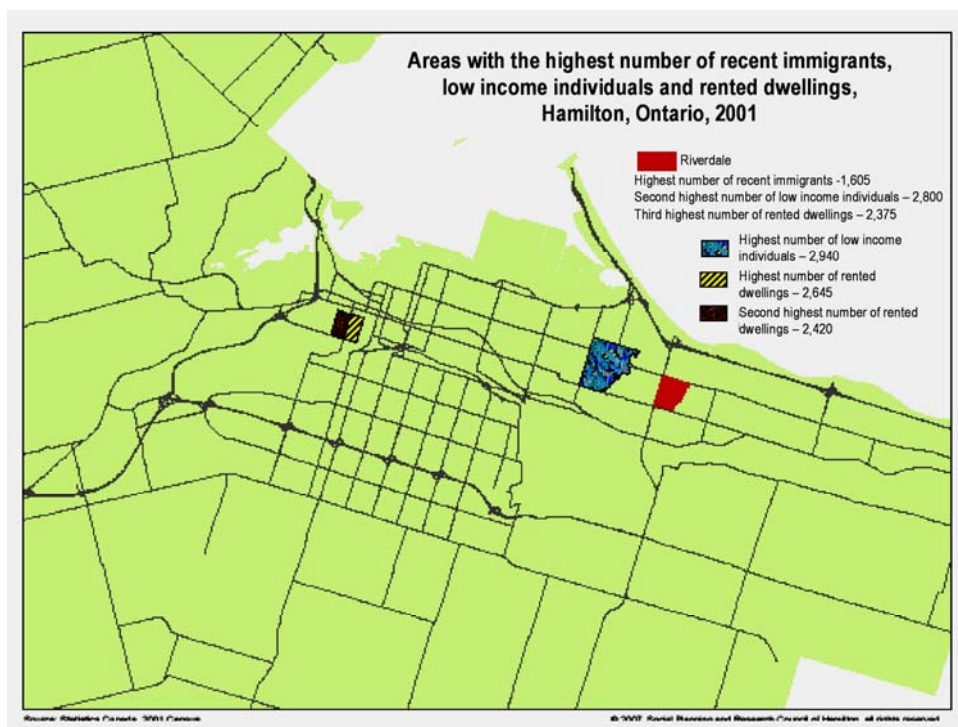 Areas with the highest number of recent immigrants,
low income individuals and rented dwellings,
Hamilton, Ontario, 2001
Riverdale
Highest number of recent immigrants -1,605
Second highest number of low income individuals – 2,800
Third highest number of rented dwellings – 2,375
Highest number of low income
individuals – 2,940
Highest number of rented
dwellings – 2,645
Second highest number of rented
dwellings – 2,420
Source: Statistics Canada, 2001 Census
© 2007, Social Planning and Research Council of Hamilton, all rights reserved